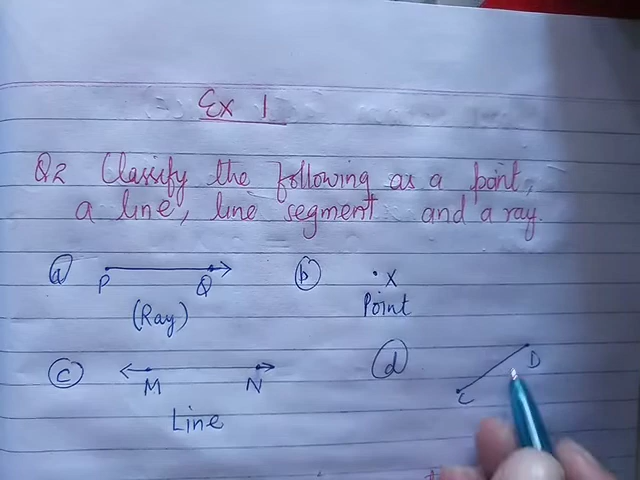 Ex 1
Q2 Classify the following as a point,
a line, line segment and a ray.
a P Q b X
(Ray) Point
c M N d C D
Line